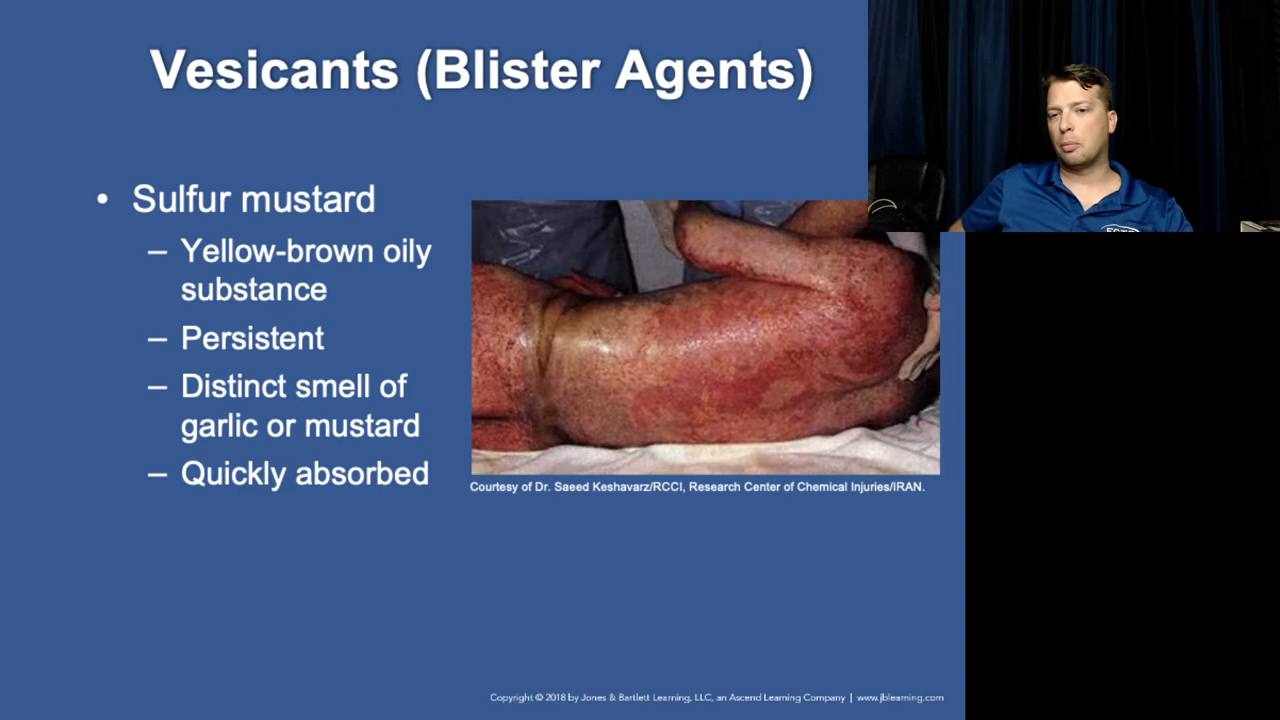 Vesicants (Blister Agents)
• Sulfur mustard
– Yellow-brown oily
substance
– Persistent
– Distinct smell of
garlic or mustard
– Quickly absorbed
Courtesy of Dr. Saeed Keshavarz/RCCI, Research Center of Chemical Injuries/IRAN.
Copyright © 2018 by Jones & Bartlett Learning, LLC, an Ascend Learning Company | www.jblearning.com